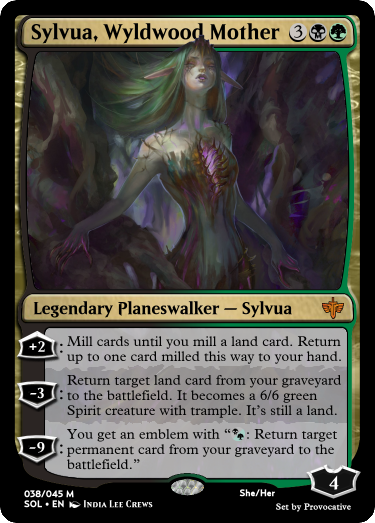 Sylvua, Wyldwood Mother 3
Legendary Planeswalker — Sylvua
+2: Mill cards until you mill a land card. Return
up to one card milled this way to your hand.
-3: Return target land card from your graveyard
to the battlefield. It becomes a 6/6 green
Spirit creature with trample. It's still a land.
-9: You get an emblem with “: Return target
permanent card from your graveyard to the
battlefield.”
4
038/045 M
SOL • EN India Lee Crews
She/Her
Set by Provocative